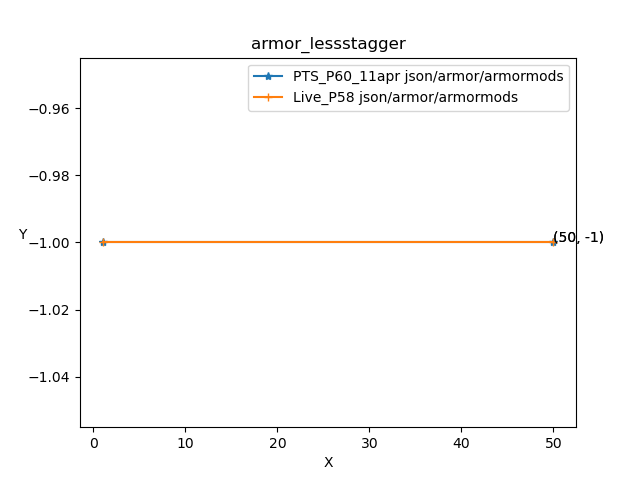 armor_lessstagger
PTS_P60_11apr json/armor/armormods
Live_P58 json/armor/armormods
−0.96
−0.98
Y
−1.00
(50, -1)
−1.02
−1.04
0
10
20
30
40
50
X